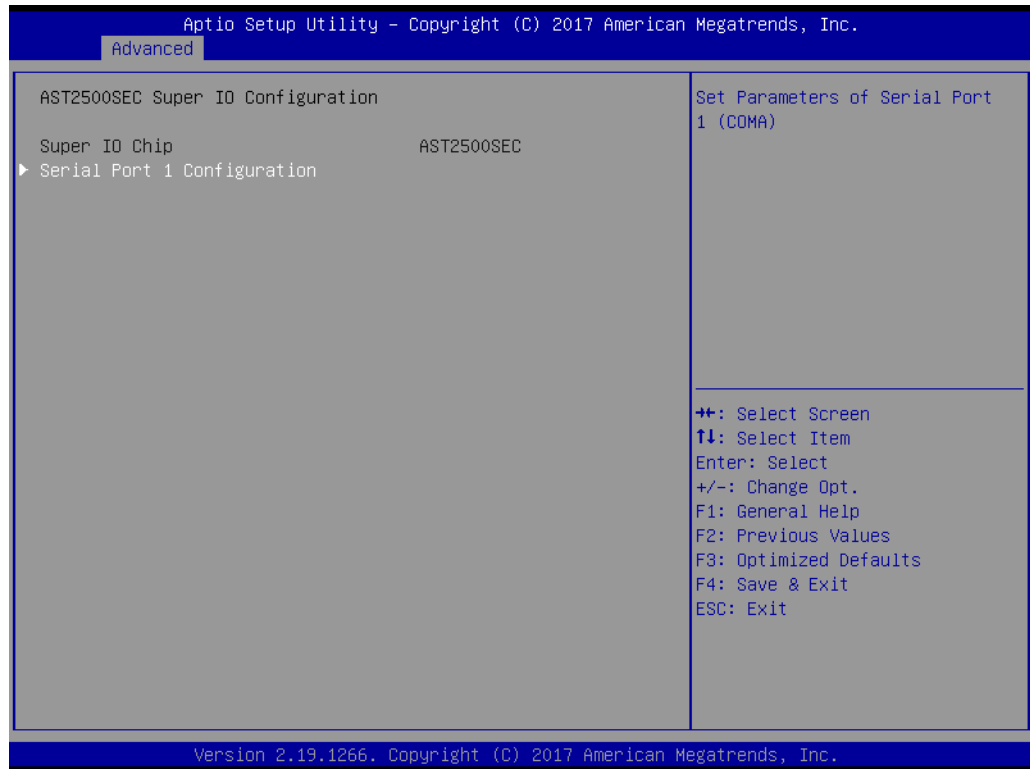 Aptio Setup Utility – Copyright (C) 2017 American Megatrends, Inc.
Advanced
AST2500SEC Super IO Configuration
Super IO Chip AST2500SEC
▶ Serial Port 1 Configuration
Set Parameters of Serial Port
1 (COMA)
→←: Select Screen
↑↓: Select Item
Enter: Select
+/-: Change Opt.
F1: General Help
F2: Previous Values
F3: Optimized Defaults
F4: Save & Exit
ESC: Exit
Version 2.19.1266. Copyright (C) 2017 American Megatrends, Inc.